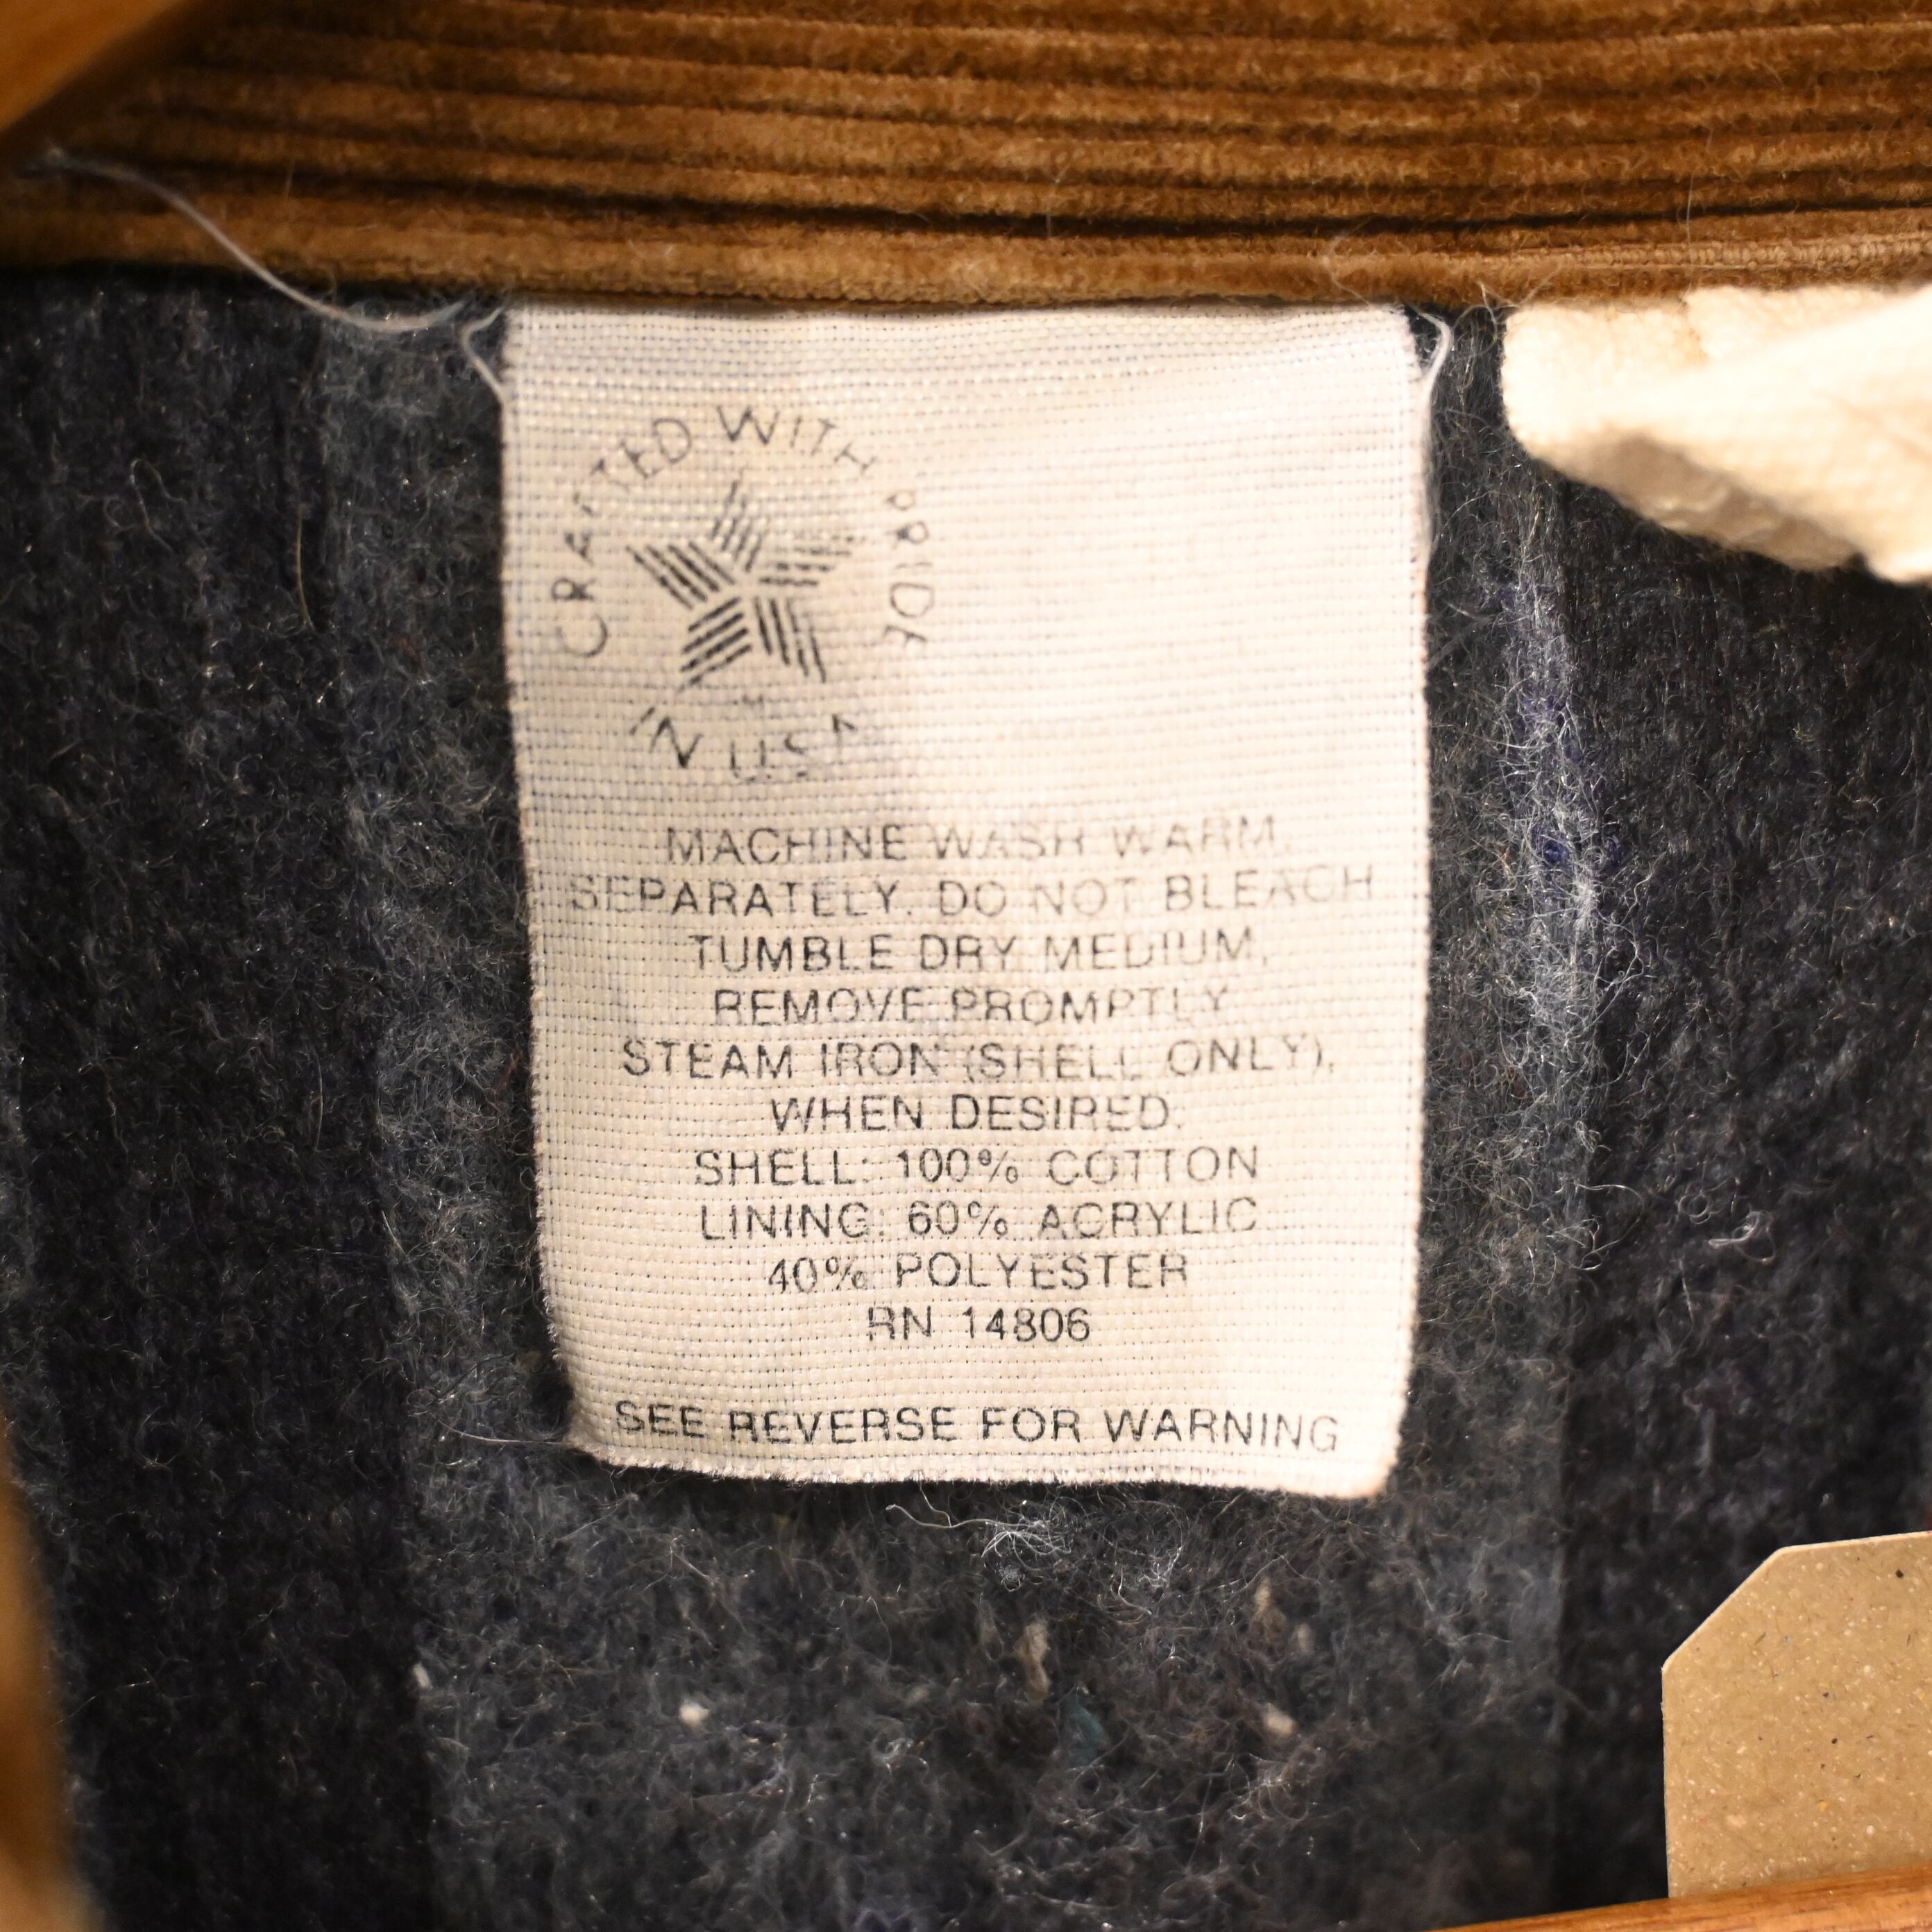 CRAFTED WITH PRIDE
IN U.S.A
MACHINE WASH WARM,
SEPARATELY. DO NOT BLEACH
TUMBLE DRY MEDIUM,
REMOVE PROMPTLY
STEAM IRON (SHELL ONLY),
WHEN DESIRED.
SHELL: 100% COTTON
LINING: 60% ACRYLIC
40% POLYESTER
RN 14806
SEE REVERSE FOR WARNING